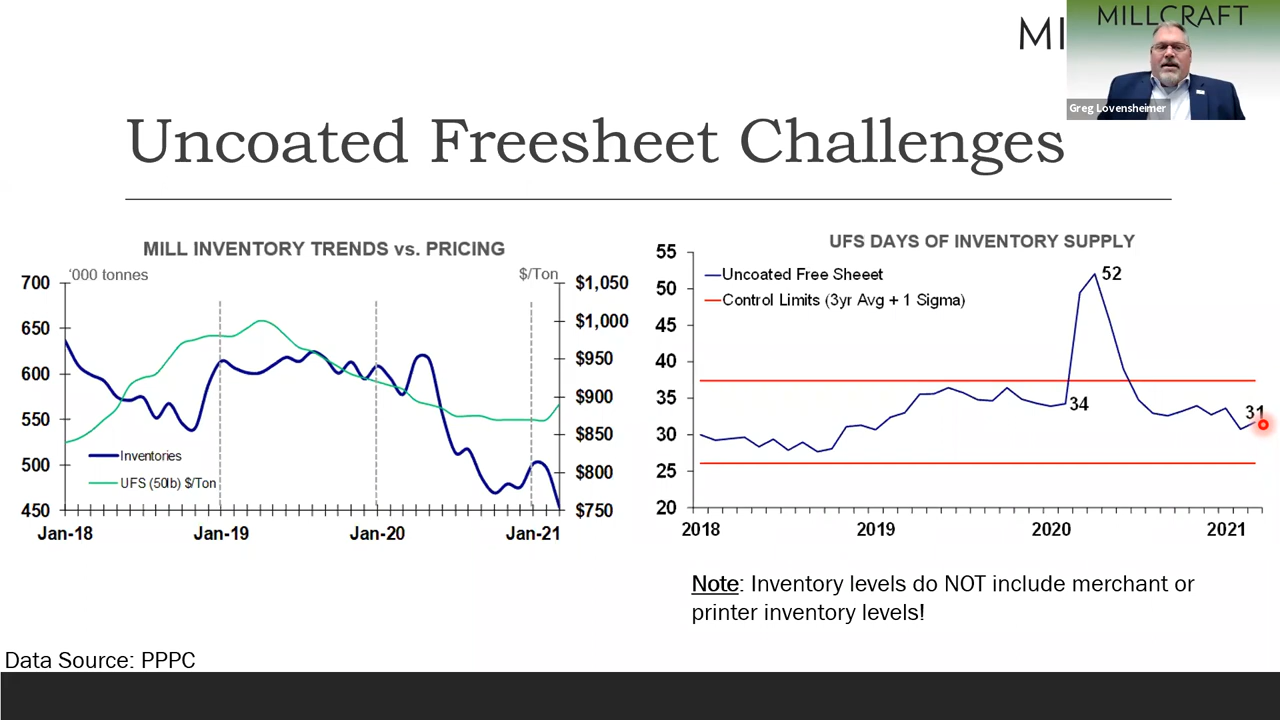 MI
MILLCRAFT
Greg Lovensheimer
Uncoated Freesheet Challenges
MILL INVENTORY TRENDS vs. PRICING
'000 tonnes
$/Ton
700
650
600
550
500
450
$1,050
$1,000
$950
$900
$850
$800
$750
Inventories
UFS (50lb) $/Ton
Jan-18
Jan-19
Jan-20
Jan-21
UFS DAYS OF INVENTORY SUPPLY
55
50
45
40
35
30
25
20
Uncoated Free Sheeet
Control Limits (3yr Avg + 1 Sigma)
52
34
31
2018
2019
2020
2021
Note: Inventory levels do NOT include merchant or
printer inventory levels!
Data Source: PPPC